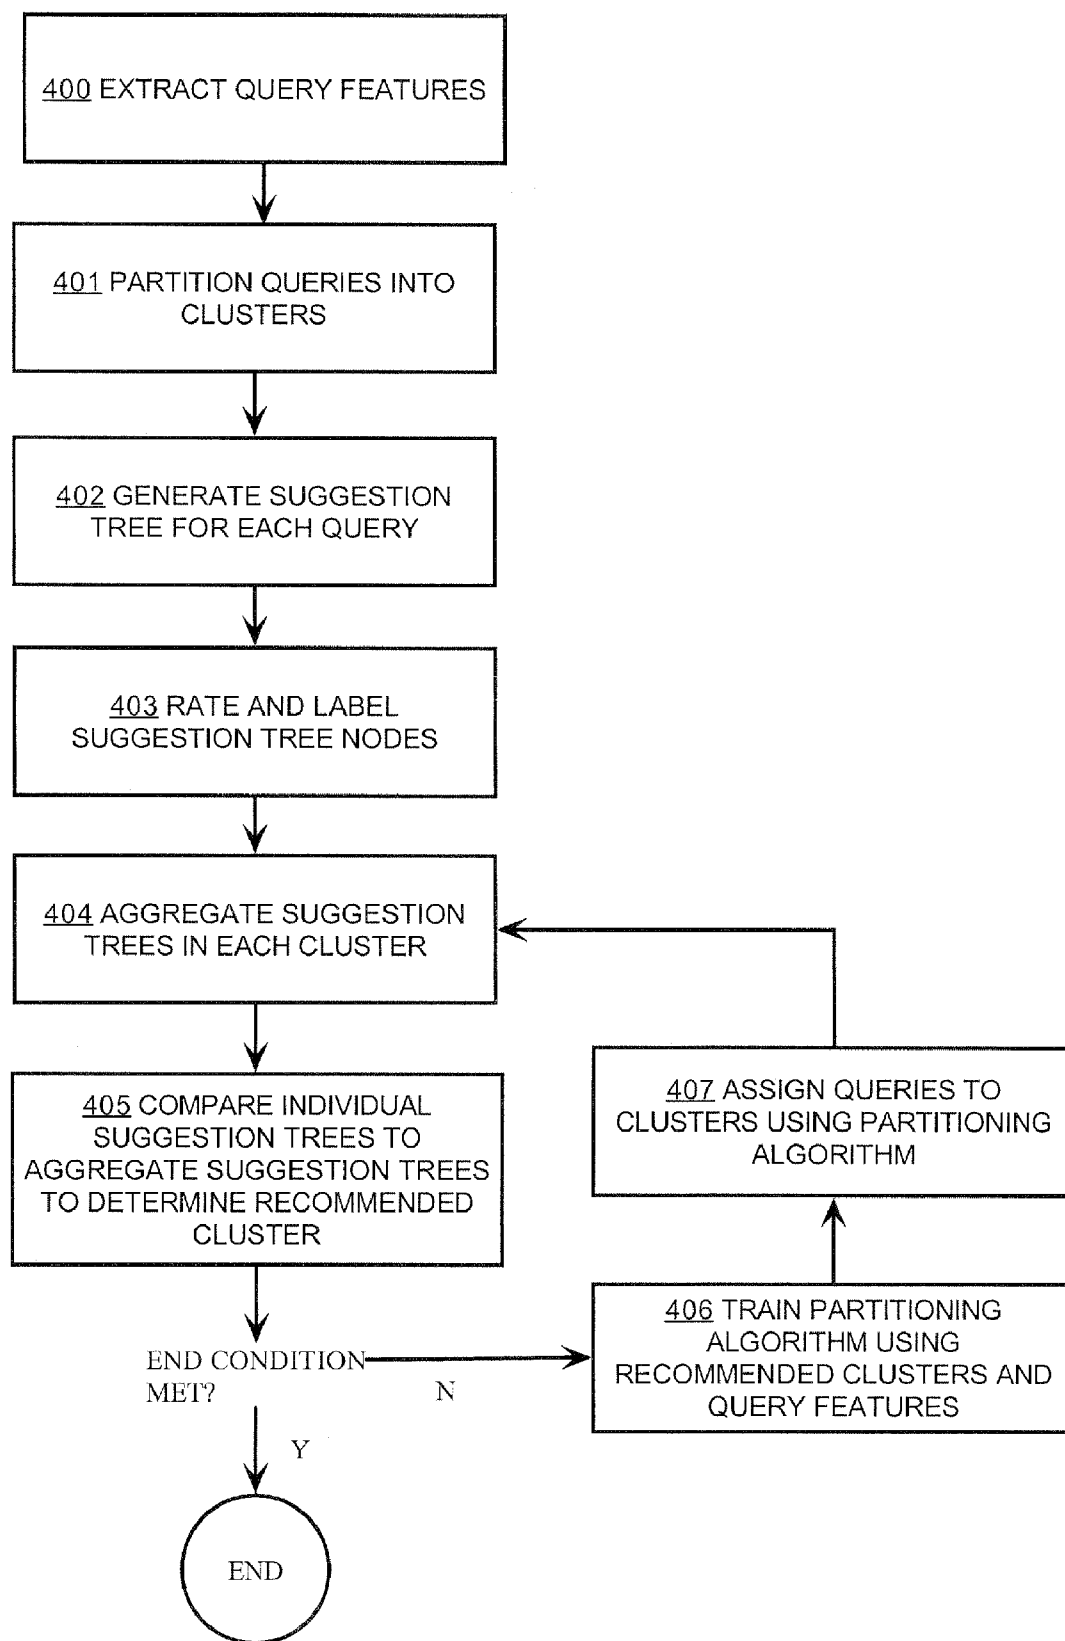 400 EXTRACT QUERY FEATURES
401 PARTITION QUERIES INTO
CLUSTERS
402 GENERATE SUGGESTION
TREE FOR EACH QUERY
403 RATE AND LABEL
SUGGESTION TREE NODES
404 AGGREGATE SUGGESTION
TREES IN EACH CLUSTER
405 COMPARE INDIVIDUAL
SUGGESTION TREES TO
AGGREGATE SUGGESTION TREES
TO DETERMINE RECOMMENDED
CLUSTER
407 ASSIGN QUERIES TO
CLUSTERS USING PARTITIONING
ALGORITHM
406 TRAIN PARTITIONING
ALGORITHM USING
RECOMMENDED CLUSTERS AND
QUERY FEATURES
END CONDITION
MET?
N
Y
END